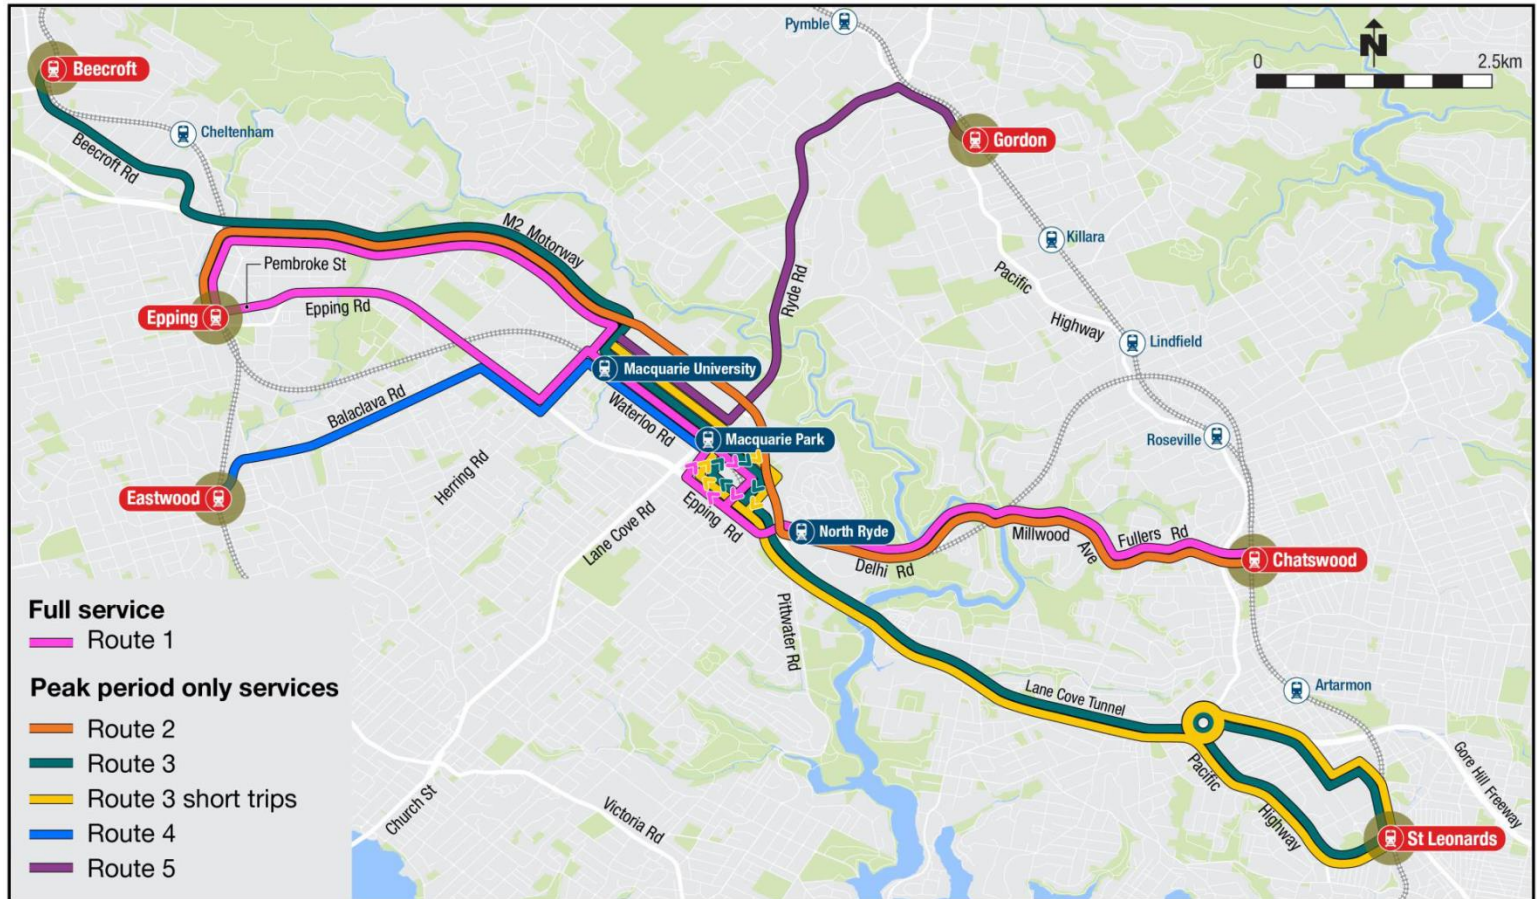 Pymble
N
0
2.5km
Beecroft
Cheltenham
Gordon
Beecroft Rd
M2 Motorway
Killara
Pembroke St
Ryde Rd
Pacific
Highway
Epping
Epping Rd
Lindfield
Macquarie University
Balaclava Rd
Waterloo Rd
Macquarie Park
Roseville
Herring Rd
Eastwood
Epping Rd
Lane Cove Rd
North Ryde
Millwood
Ave
Fullers Rd
Delhi Rd
Chatswood
Pittwater Rd
Full service
Route 1
Peak period only services
Route 2
Route 3
Route 3 short trips
Route 4
Route 5
Lane Cove Tunnel
Artarmon
Pacific
Highway
Gore Hill Freeway
Church St
Victoria Rd
St Leonards